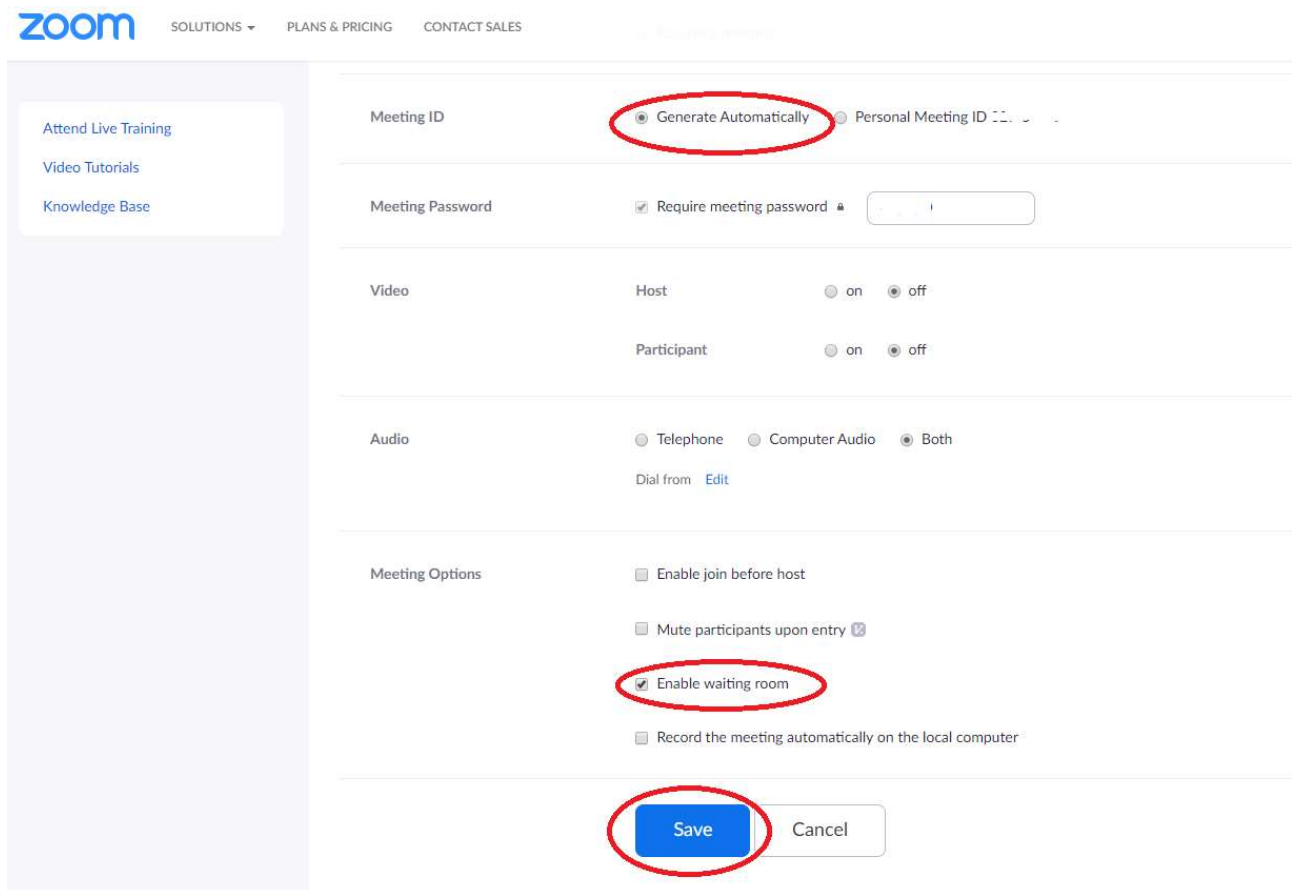 zoom SOLUTIONS PLANS & PRICING CONTACT SALES
Attend Live Training
Video Tutorials
Knowledge Base
Meeting ID Generate Automatically Personal Meeting ID
Meeting Password Require meeting password
Video Host on off
Participant on off
Audio Telephone Computer Audio Both
Dial from Edit
Meeting Options Enable join before host
Mute participants upon entry
Enable waiting room
Record the meeting automatically on the local computer
Save Cancel